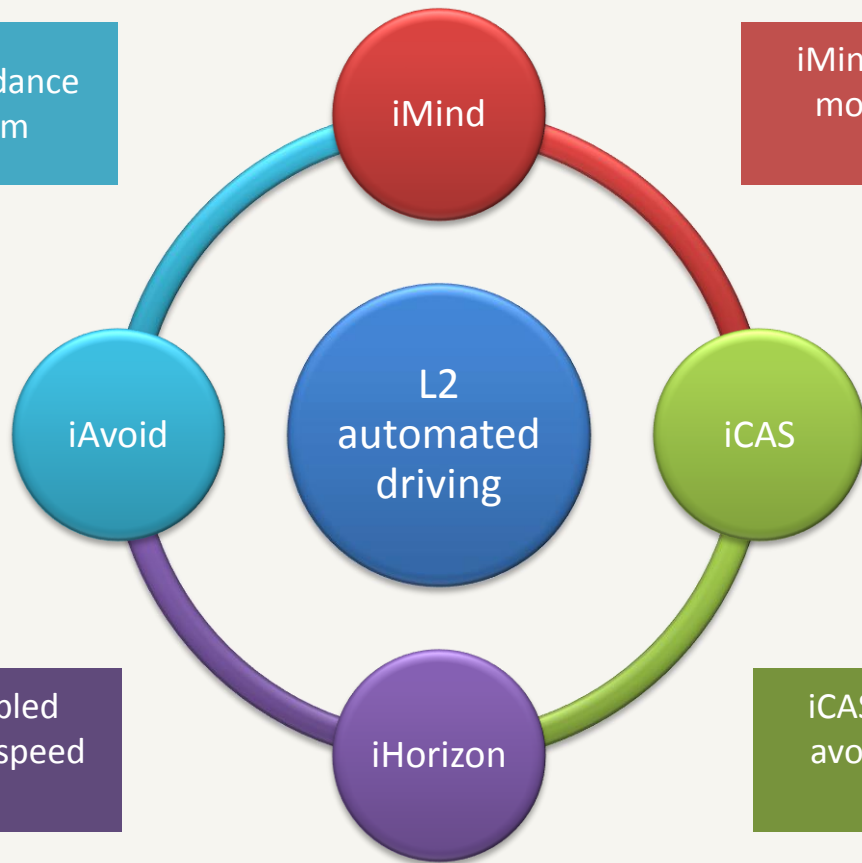 iMind
dance
m
iMin
mo
iAvoid
L2
automated
driving
iCAS
iHorizon
bled
speed
iCAS
avo